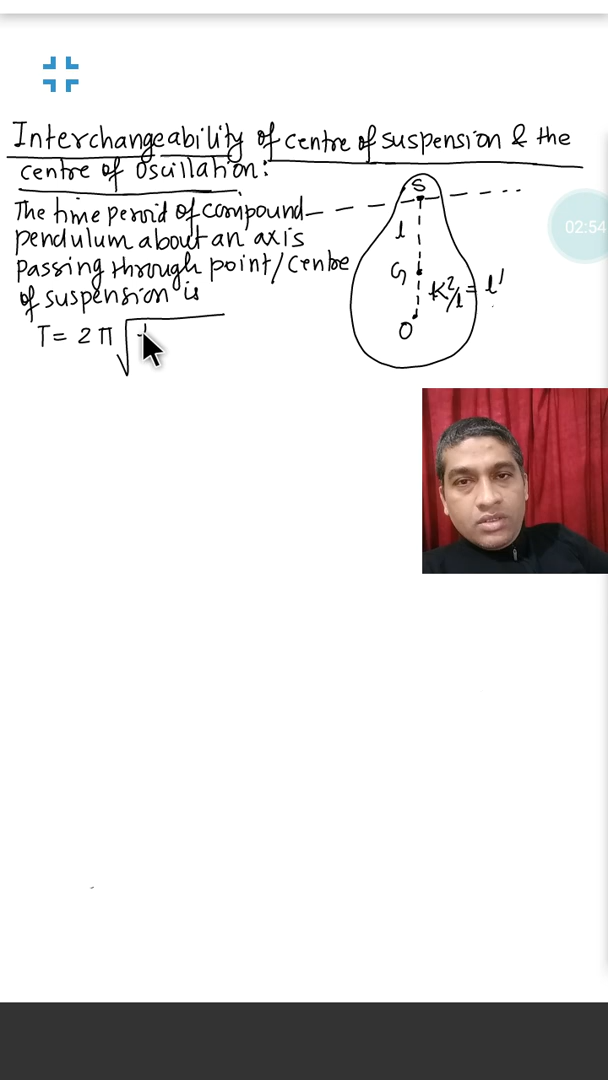 Interchangeability of centre of suspension & the
centre of Oscillation:
The time period of compound
pendulum about an axis
passing through point/centre
of suspension is
T= 2π√
S
l
G
K²/l = l'
O
02:54